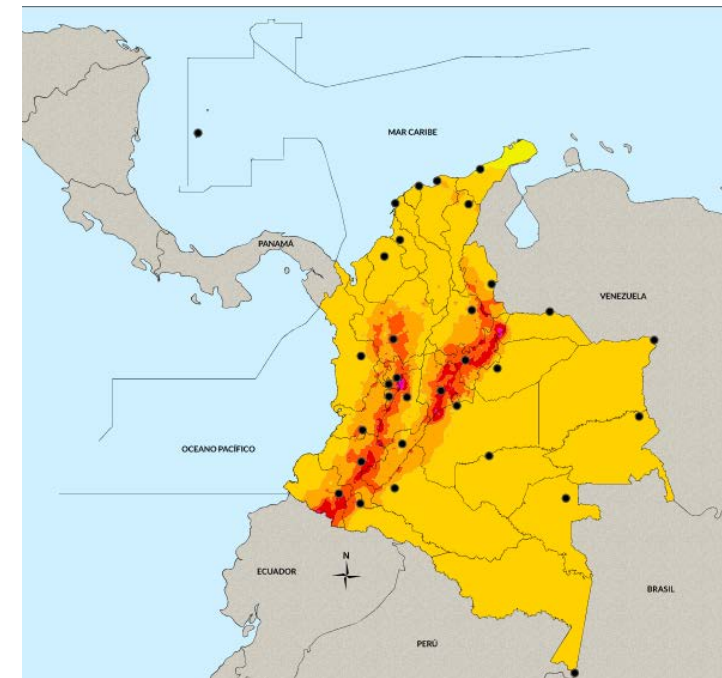 MAR CARIBE
PANAMÁ
VENEZUELA
OCEANO PACÍFICO
N
ECUADOR
BRASIL
PERÚ